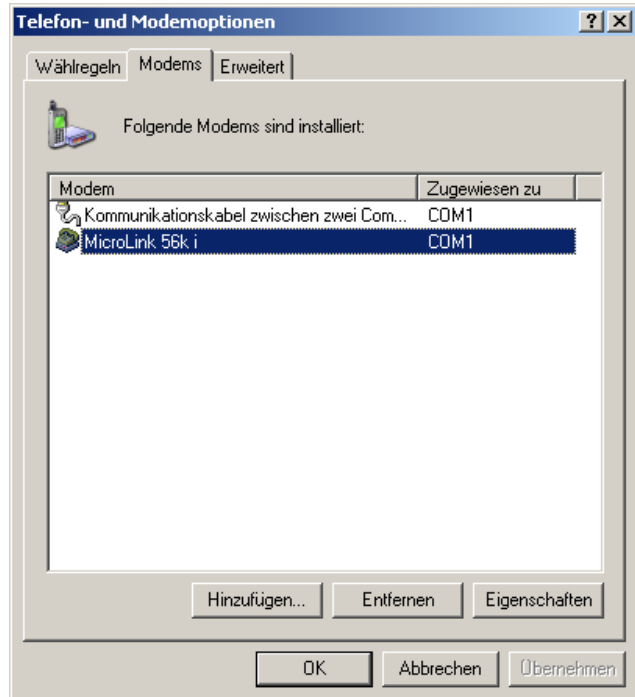 Telefon- und Modemoptionen
Wählregeln Modems Erweitert
Folgende Modems sind installiert:
Modem Zugewiesen zu
Kommunikationskabel zwischen zwei Com... COM1
MicroLink 56k i COM1
Hinzufügen... Entfernen Eigenschaften
OK Abbrechen Übernehmen